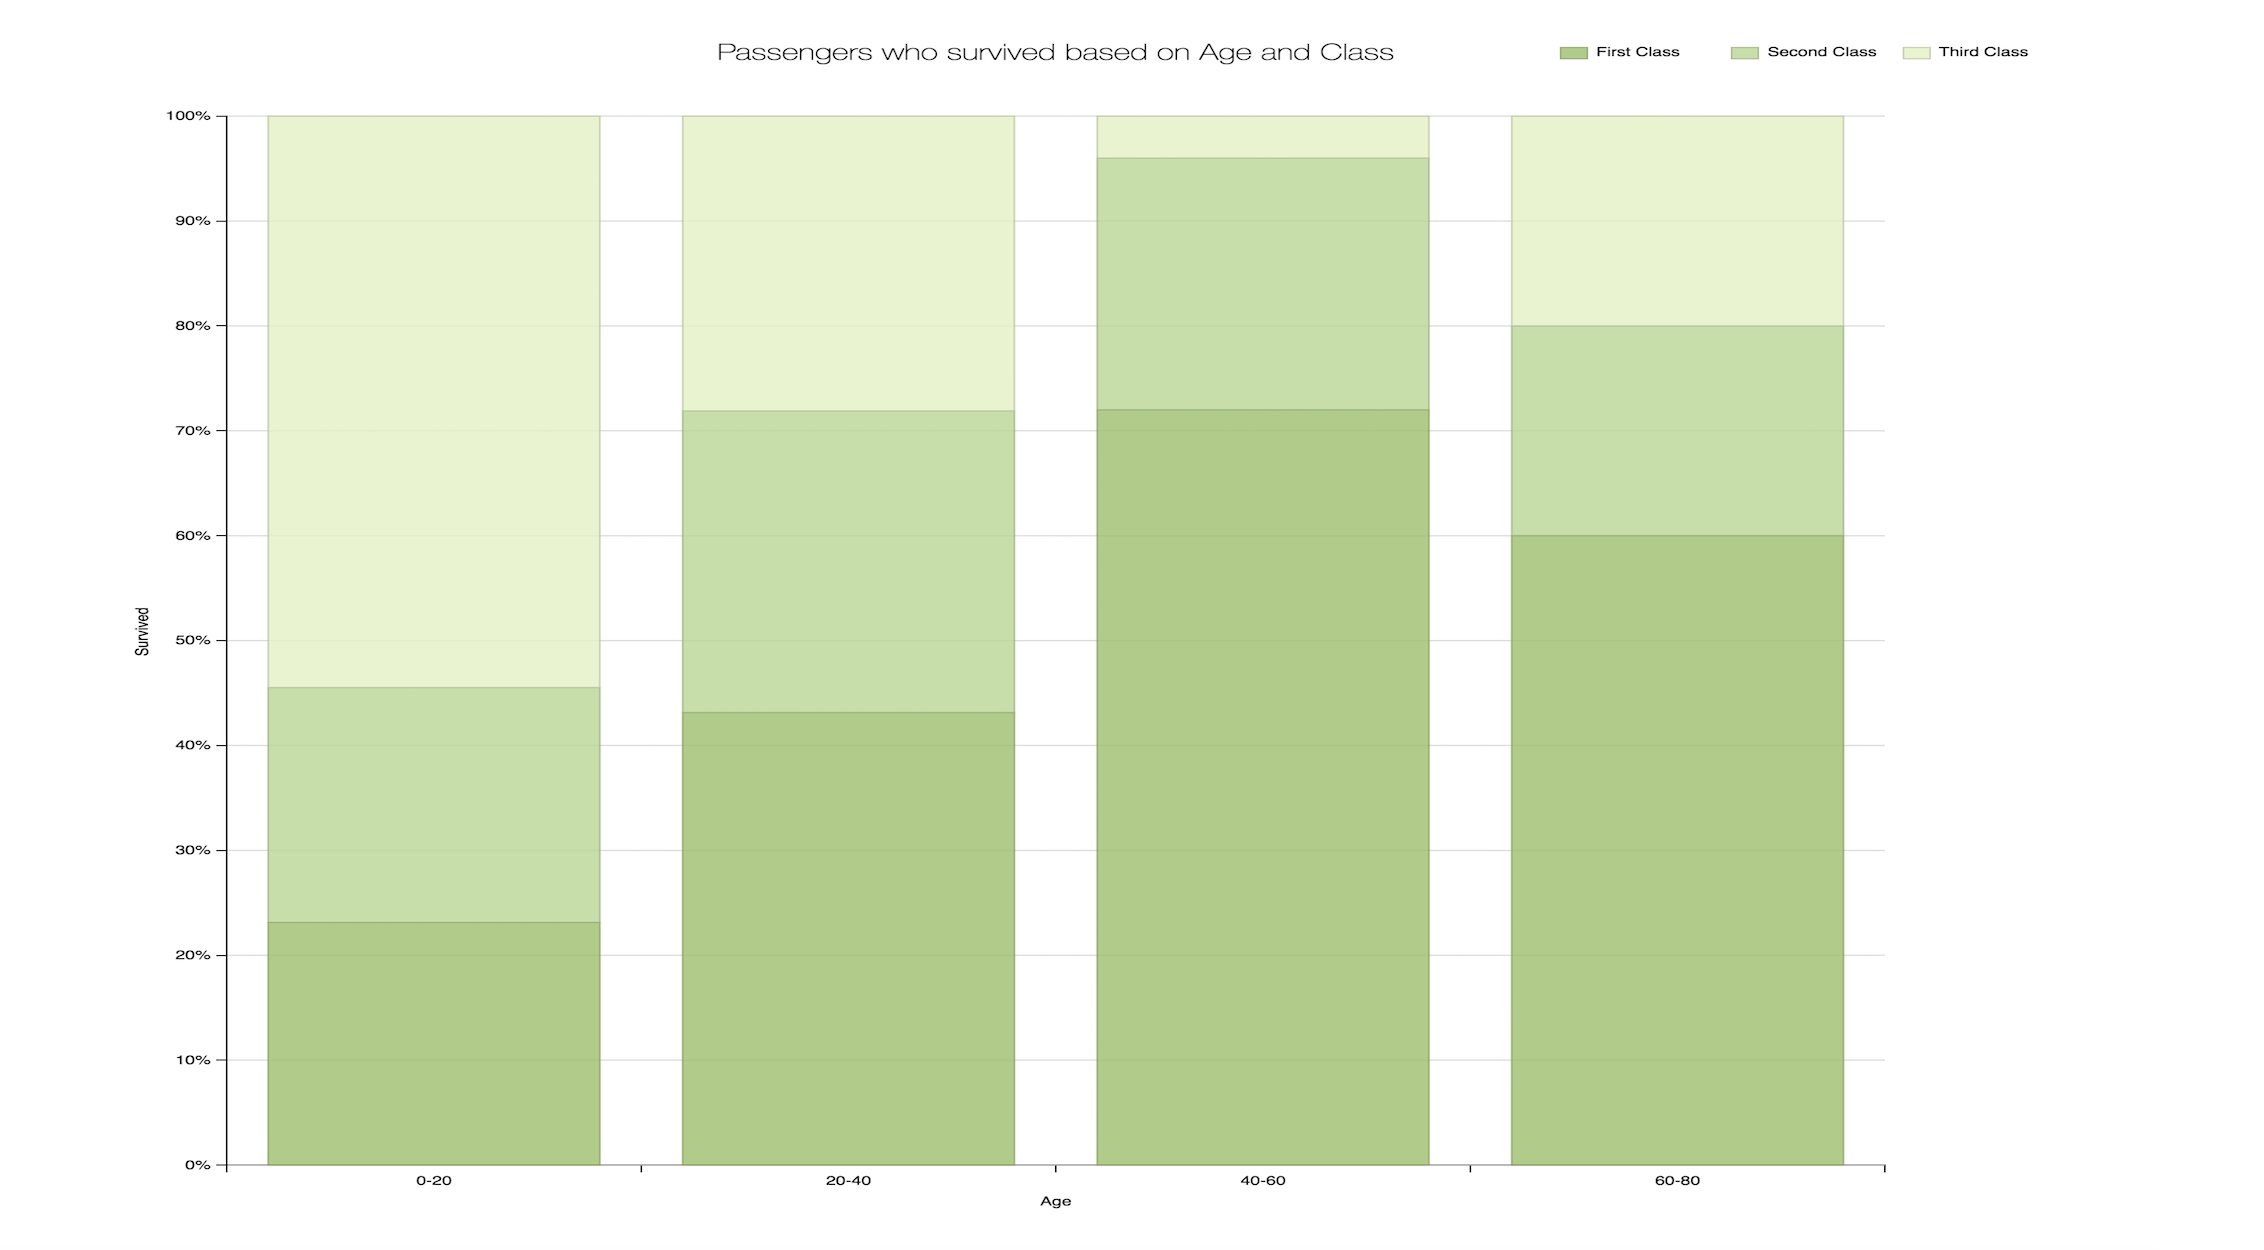 Passengers who survived based on Age and Class
First Class
Second Class
Third Class
100%
90%
80%
70%
60%
50%
40%
30%
20%
10%
0%
Survived
0-20
20-40
40-60
60-80
Age